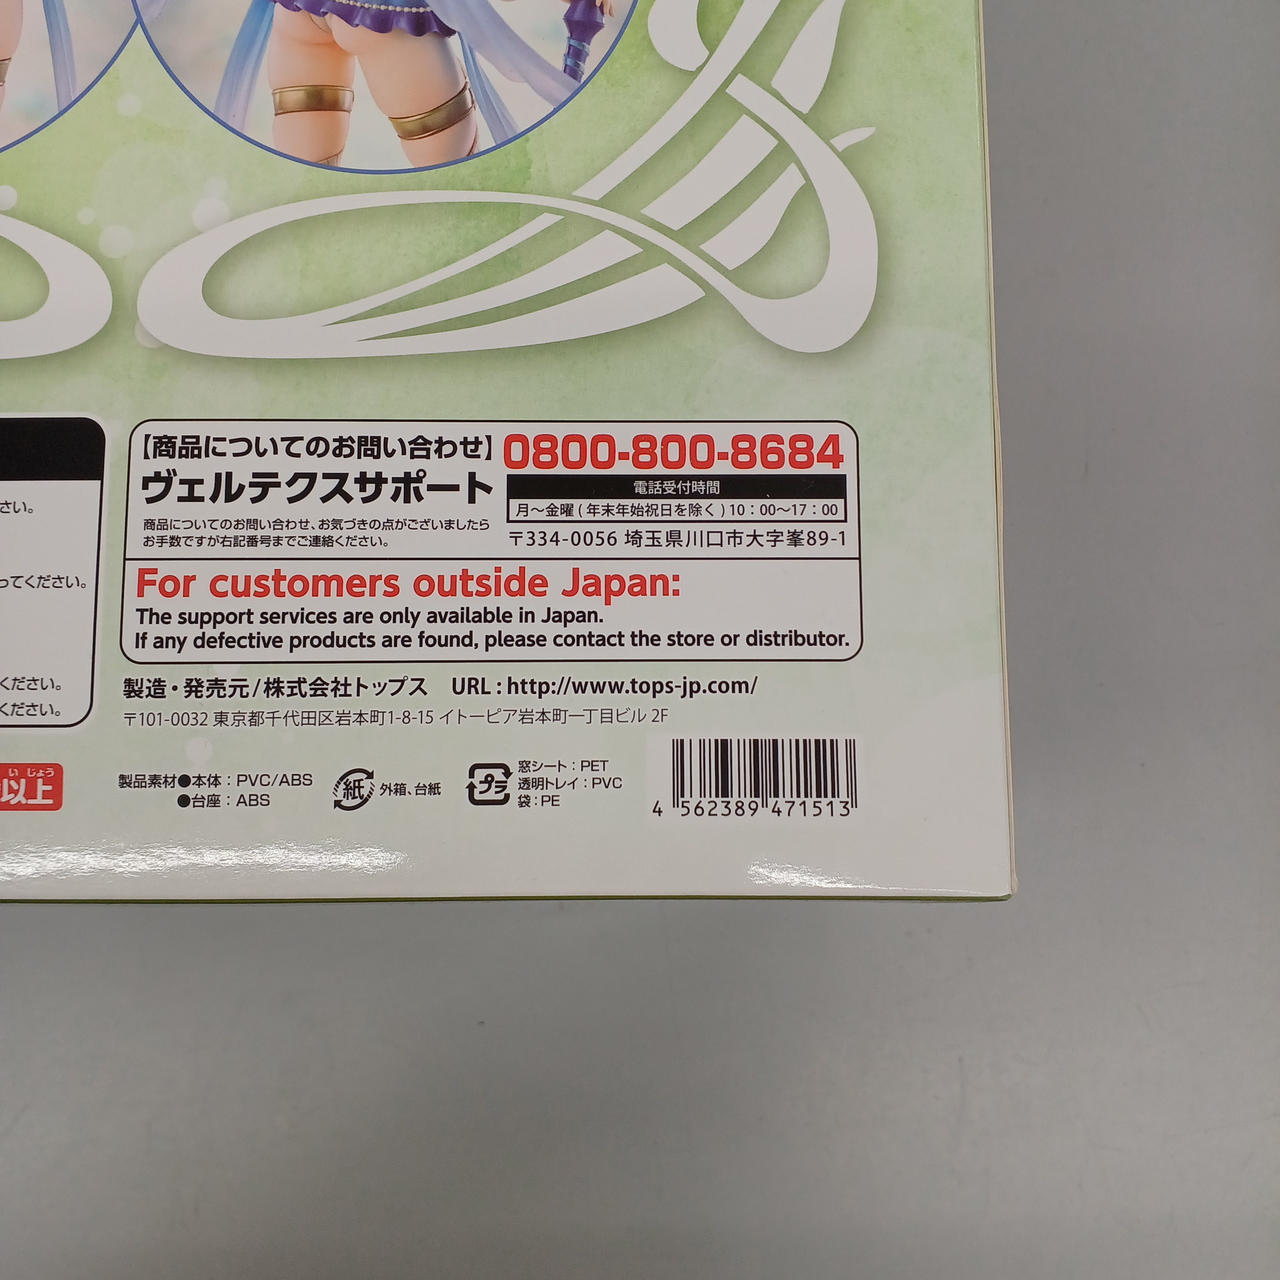 さい。
ってください。
ください。
ください。
いじょう
以上
【商品についてのお問い合わせ】 0800-800-8684
ヴェルテクスサポート
電話受付時間
月〜金曜(年末年始祝日を除く)10:00〜17:00
商品についてのお問い合わせ、お気づきの点がございましたら
お手数ですが右記番号までご連絡ください。
〒334-0056 埼玉県川口市大字峯89-1
For customers outside Japan:
The support services are only available in Japan.
If any defective products are found, please contact the store or distributor.
製造・発売元/株式会社トップス URL : http://www.tops-jp.com/
〒101-0032 東京都千代田区岩本町1-8-15 イトーピア岩本町一丁目ビル 2F
製品素材●本体:PVC/ABS
●台座:ABS
紙 外箱、台紙
プラ
窓シート:PET
透明トレイ:PVC
袋:PE
4 562389 471513